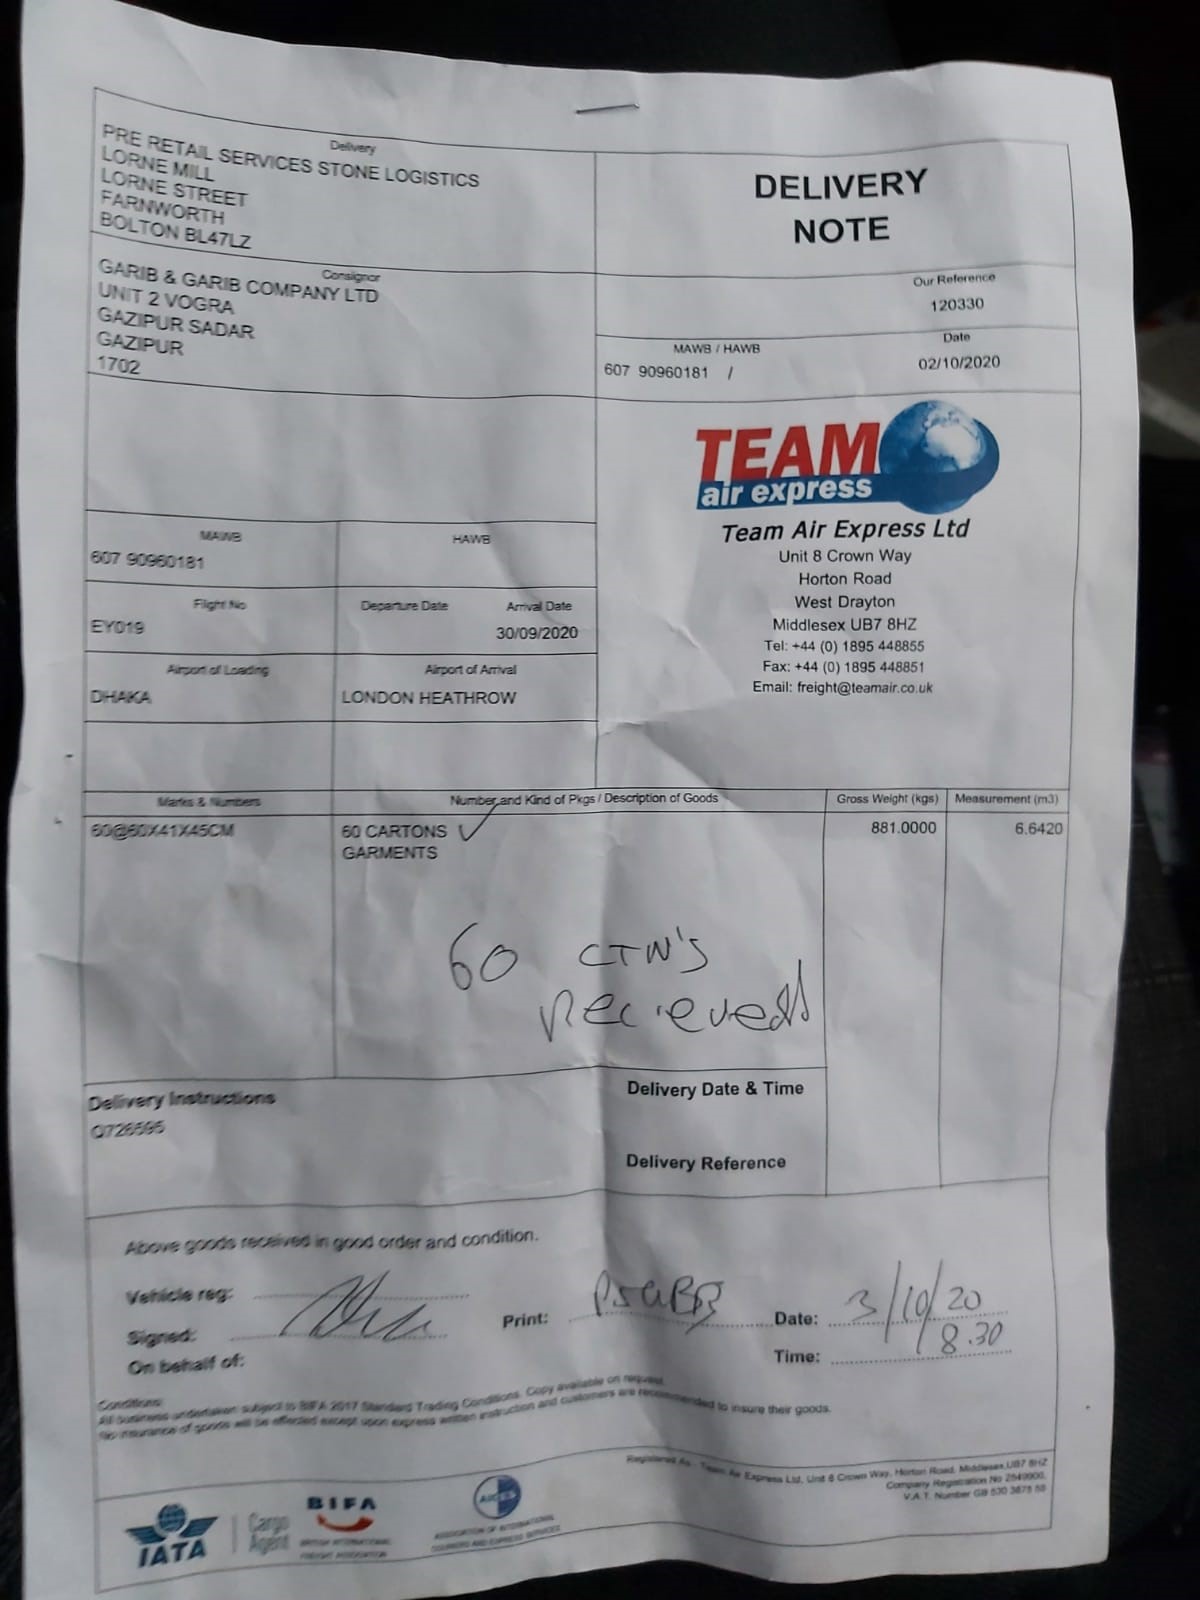 Delivery
PRE RETAIL SERVICES STONE LOGISTICS
LORNE MILL
LORNE STREET
FARNWORTH
BOLTON BL47LZ
DELIVERY
NOTE
Consignor
GARIB & GARIB COMPANY LTD
UNIT 2 VOGRA
GAZIPUR SADAR
GAZIPUR
1702
Our Reference
120330
MAWB / HAWB
607 90960181 /
Date
02/10/2020
TEAM
air express
Team Air Express Ltd
Unit 8 Crown Way
Horton Road
West Drayton
Middlesex UB7 8HZ
Tel: +44 (0) 1895 448855
Fax: +44 (0) 1895 448851
Email: freight@teamair.co.uk
MAWB
607 90960181
HAWB
Flight No
EY019
Departure Date
Arrival Date
30/09/2020
Airport of Loading
DHAKA
Airport of Arrival
LONDON HEATHROW
Marks & Numbers
Number and Kind of Pkgs / Description of Goods
Gross Weight (kgs)
Measurement (m3)
60@60X41X45CM
60 CARTONS
GARMENTS
881.0000
6.6420
60 CTN'S
Recieved
Delivery Instructions
Q726595
Delivery Date & Time
Delivery Reference
Above goods received in good order and condition.
Vehicle reg:
Signed:
On behalf of:
Print:
Date: 3/10/20
Time: 8.30
Conditions:
All business undertaken subject to BIFA 2017 Standard Trading Conditions. Copy available on request.
No insurance of goods will be effected except upon express written instruction and customers are recommended to insure their goods.
Registered As - Team Air Express Ltd, Unit 8 Crown Way, Horton Road, Middlesex,UB7 8HZ
Company Registration No 2549900,
V.A.T. Number GB 530 3675 58
IATA
Cargo
Agent
BIFA
BRITISH INTERNATIONAL
FREIGHT ASSOCIATION
AICES
ASSOCIATION OF INTERNATIONAL
COURIERS AND EXPRESS SERVICES